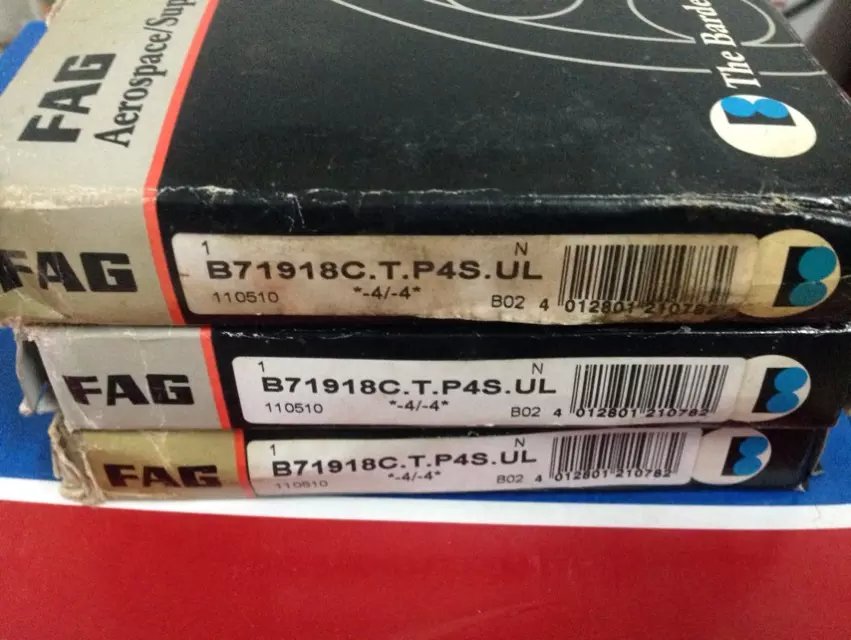 FAG
Aerospace/Sup
The Barde
FAG
1 N
B71918C.T.P4S.UL
110510 *-4/-4* B02 4 012801 210782
FAG
1 N
B71918C.T.P4S.UL
110510 *-4/-4* B02 4 012801 210782
FAG
1 N
B71918C.T.P4S.UL
110510 *-4/-4* B02 4 012801 210782